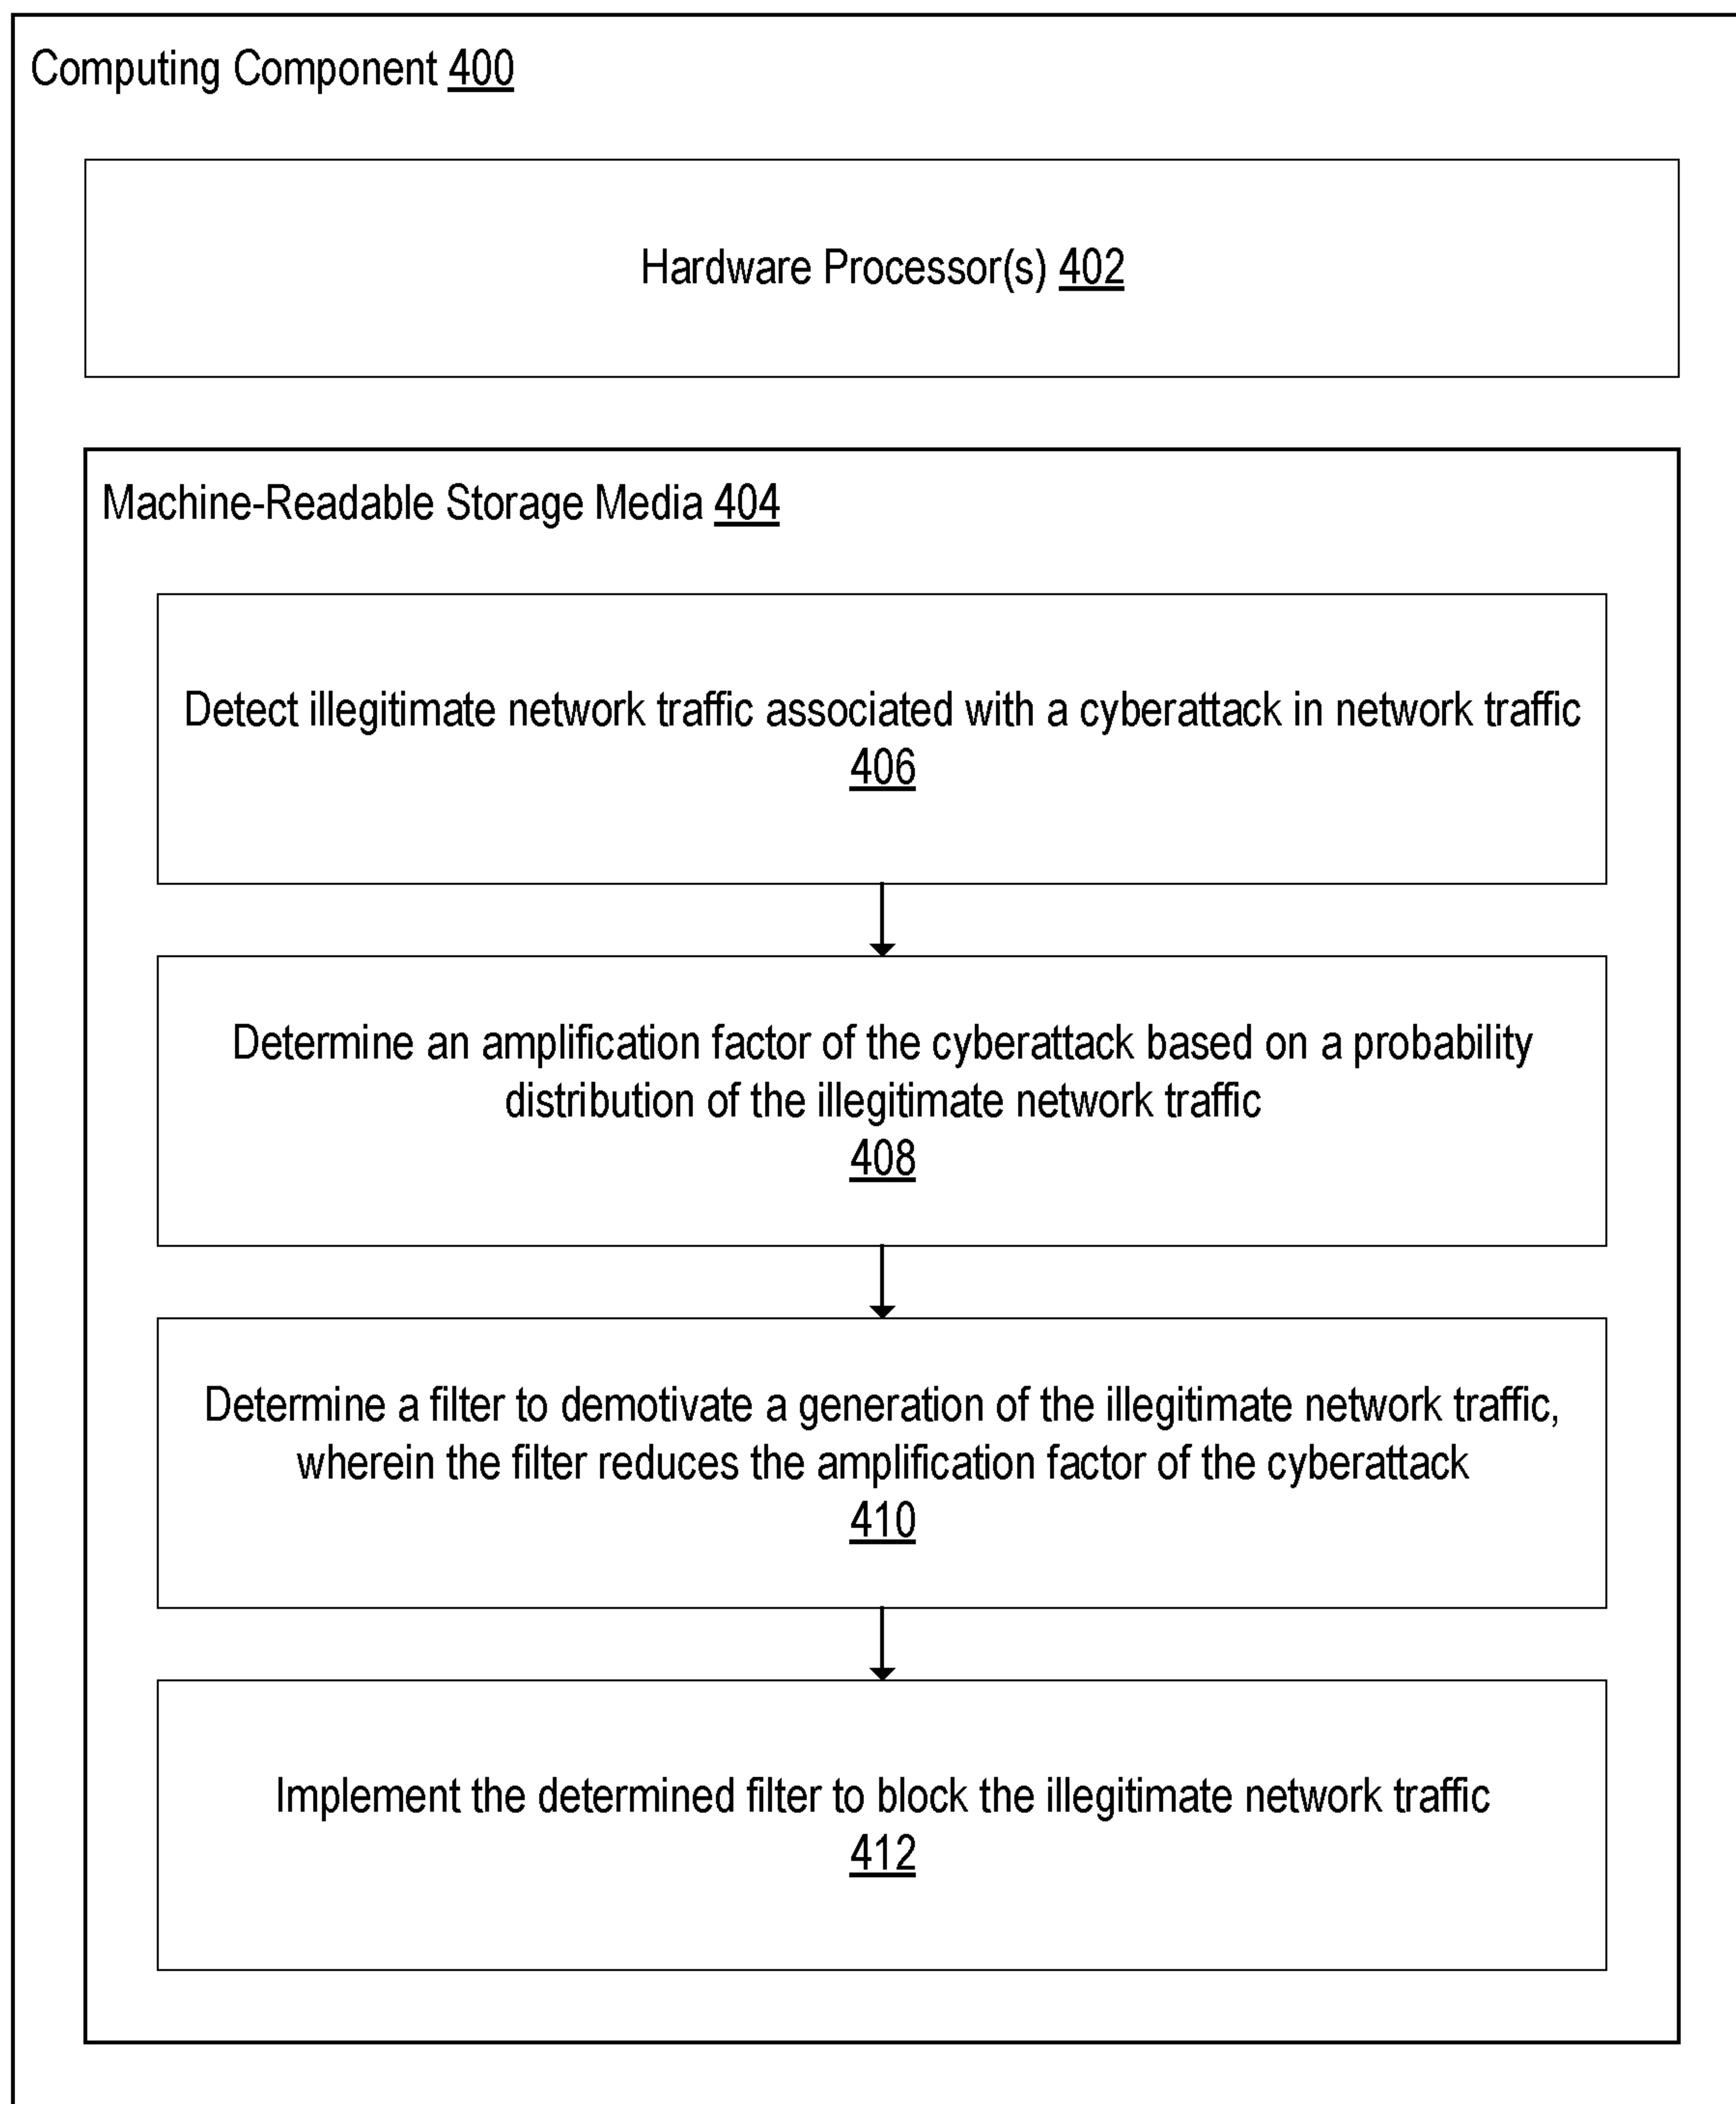 Computing Component 400
Hardware Processor(s) 402
Machine-Readable Storage Media 404
Detect illegitimate network traffic associated with a cyberattack in network traffic
406
Determine an amplification factor of the cyberattack based on a probability
distribution of the illegitimate network traffic
408
Determine a filter to demotivate a generation of the illegitimate network traffic,
wherein the filter reduces the amplification factor of the cyberattack
410
Implement the determined filter to block the illegitimate network traffic
412